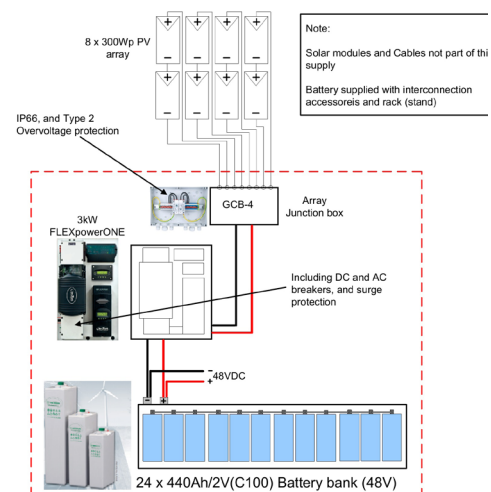 8 x 300Wp PV
array
Note:
Solar modules and Cables not part of thi
supply
Battery supplied with interconnection
accessoreis and rack (stand)
IP66, and Type 2
Overvoltage protection
GCB-4
Array
Junction box
3kW
FLEXpowerONE
Including DC and AC
breakers, and surge
protection
48VDC
24 x 440Ah/2V(C100) Battery bank (48V)